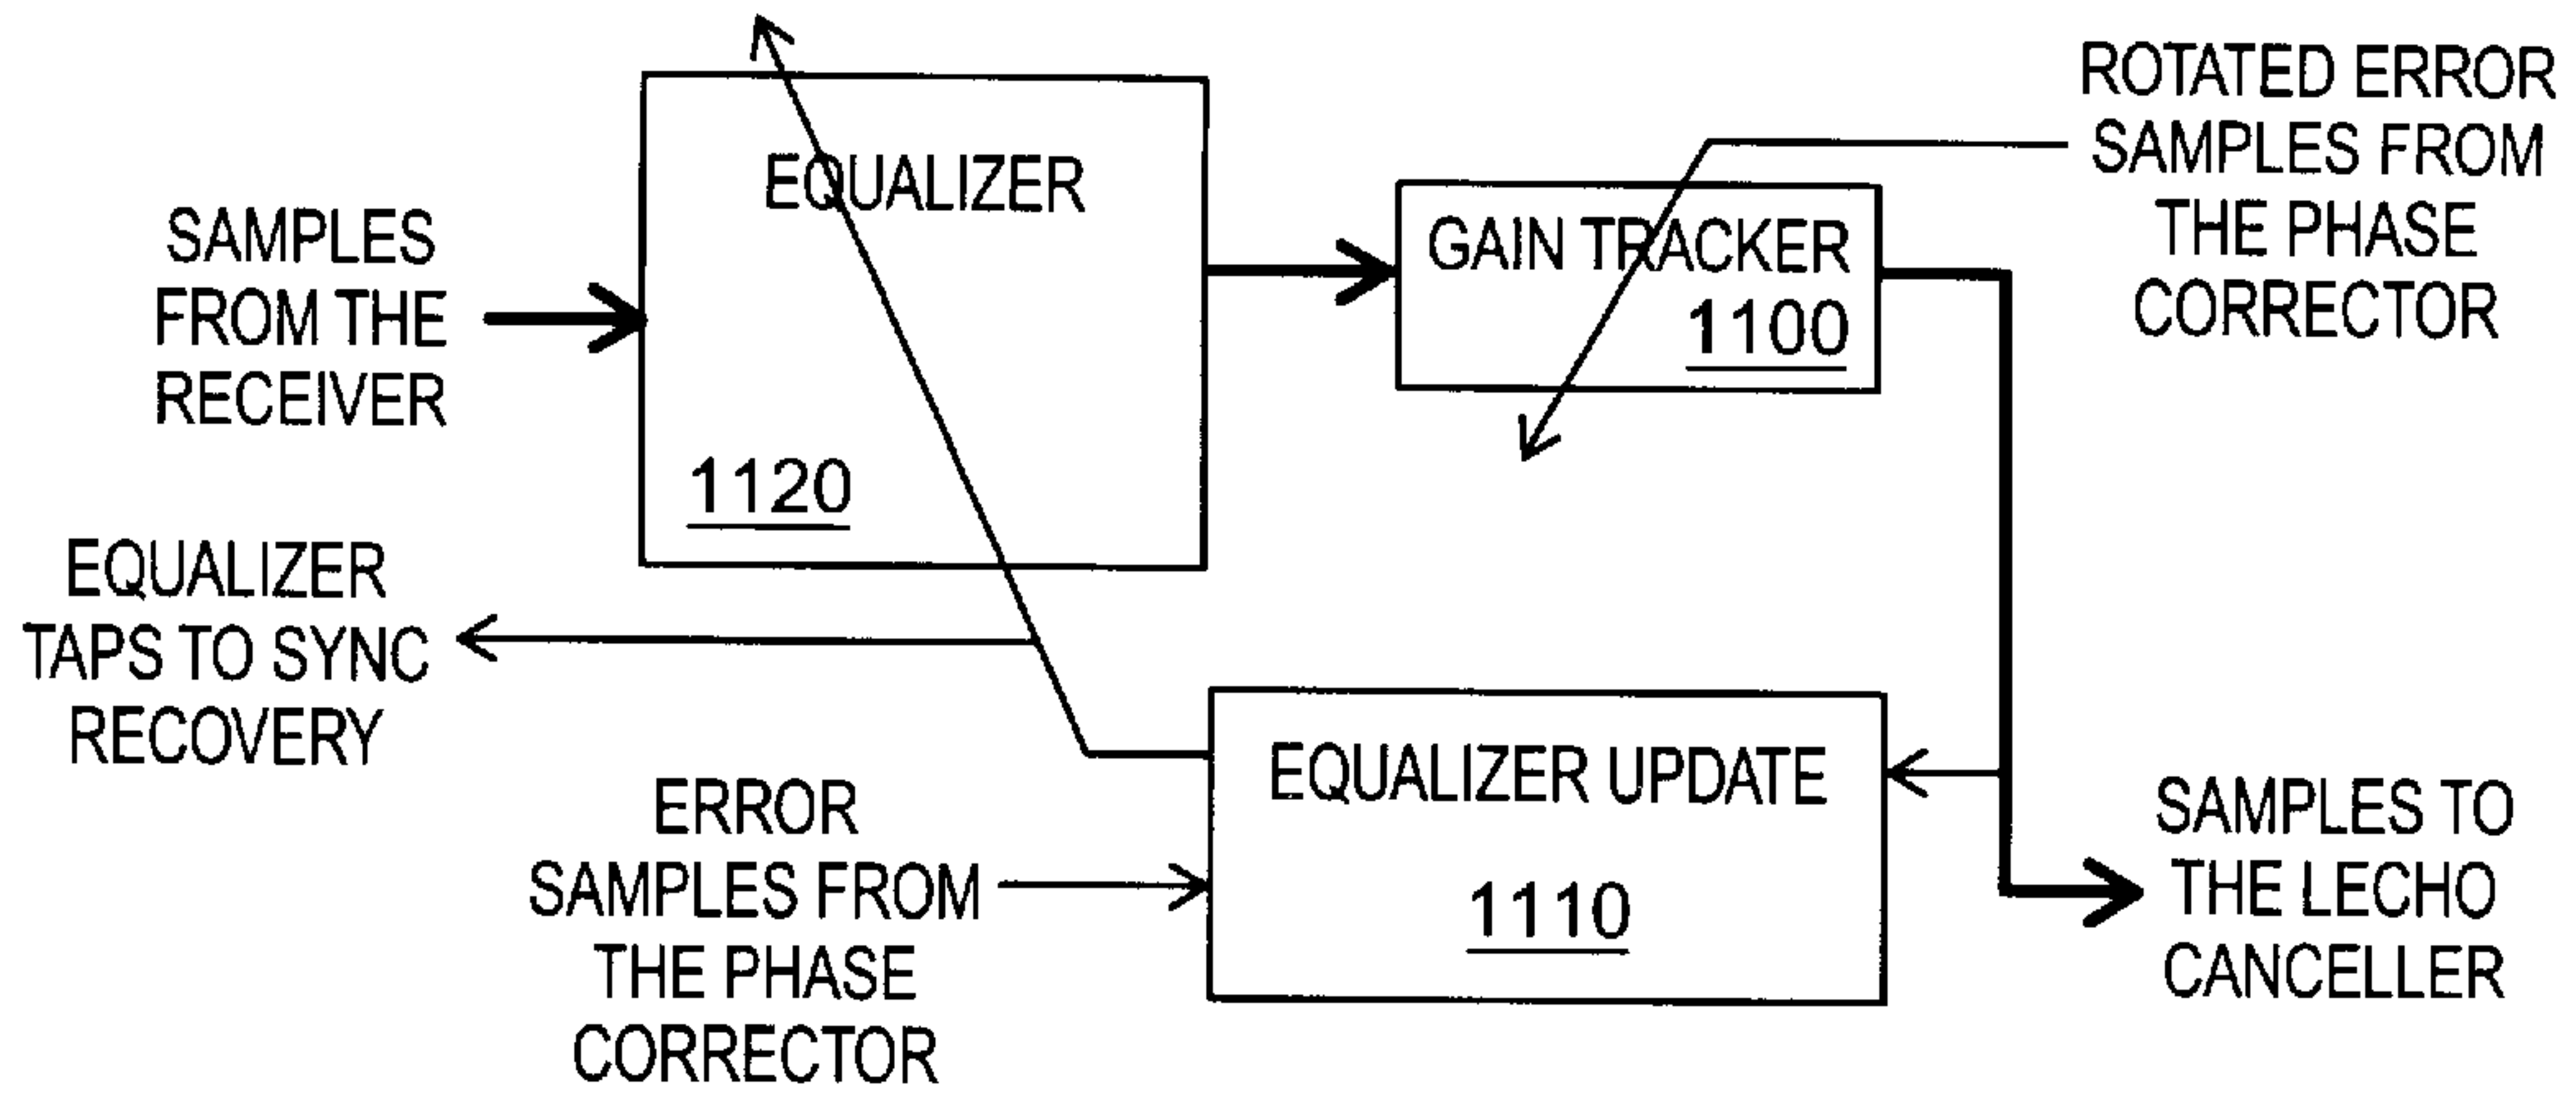 SAMPLES
FROM THE
RECEIVER
EQUALIZER
1120
GAIN TRACKER
1100
ROTATED ERROR
SAMPLES FROM
THE PHASE
CORRECTOR
EQUALIZER
TAPS TO SYNC
RECOVERY
ERROR
SAMPLES FROM
THE PHASE
CORRECTOR
EQUALIZER UPDATE
1110
SAMPLES TO
THE LECHO
CANCELLER